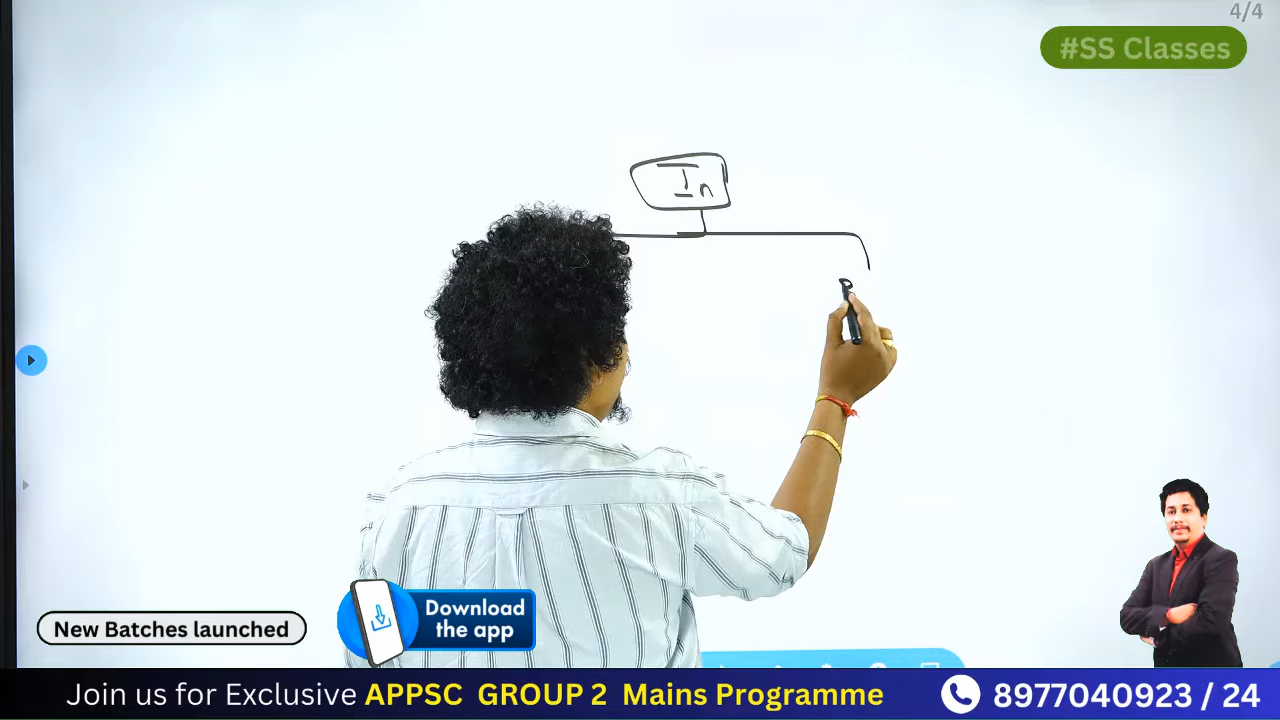 4/4
#SS Classes
In
Download
the app
New Batches launched
Join us for Exclusive APPSC GROUP 2 Mains Programme
8977040923 / 24